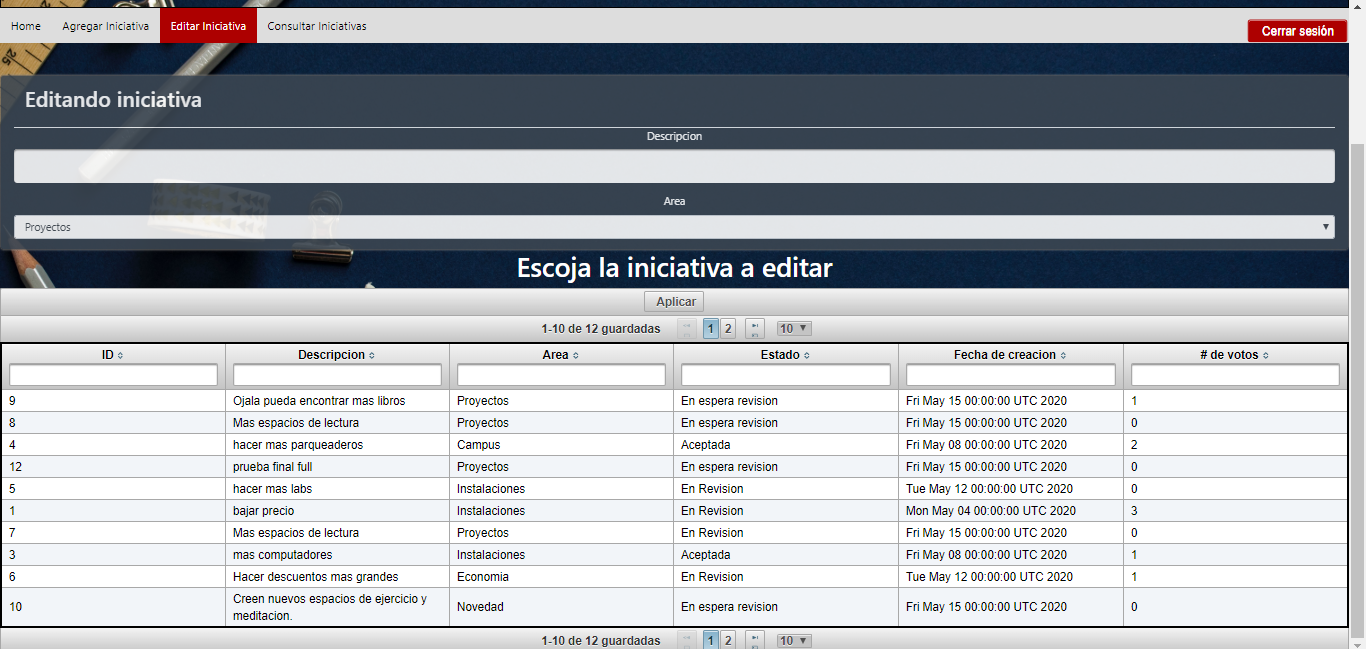 Home Agregar Iniciativa Editar Iniciativa Consultar Iniciativas
Cerrar sesión
Editando iniciativa
Descripcion
Area
Proyectos
Escoja la iniciativa a editar
Aplicar
1-10 de 12 guardadas 1 2 10
ID Descripcion Area Estado Fecha de creacion # de votos
9 Ojala pueda encontrar mas libros Proyectos En espera revision Fri May 15 00:00:00 UTC 2020 1
8 Mas espacios de lectura Proyectos En espera revision Fri May 15 00:00:00 UTC 2020 0
4 hacer mas parqueaderos Campus Aceptada Fri May 08 00:00:00 UTC 2020 2
12 prueba final full Proyectos En espera revision Fri May 15 00:00:00 UTC 2020 0
5 hacer mas labs Instalaciones En Revision Tue May 12 00:00:00 UTC 2020 0
1 bajar precio Instalaciones En Revision Mon May 04 00:00:00 UTC 2020 3
7 Mas espacios de lectura Proyectos En Revision Fri May 15 00:00:00 UTC 2020 0
3 mas computadores Instalaciones Aceptada Fri May 08 00:00:00 UTC 2020 1
6 Hacer descuentos mas grandes Economia En Revision Tue May 12 00:00:00 UTC 2020 1
10 Creen nuevos espacios de ejercicio y
meditacion. Novedad En espera revision Fri May 15 00:00:00 UTC 2020 0
1-10 de 12 guardadas 1 2 10